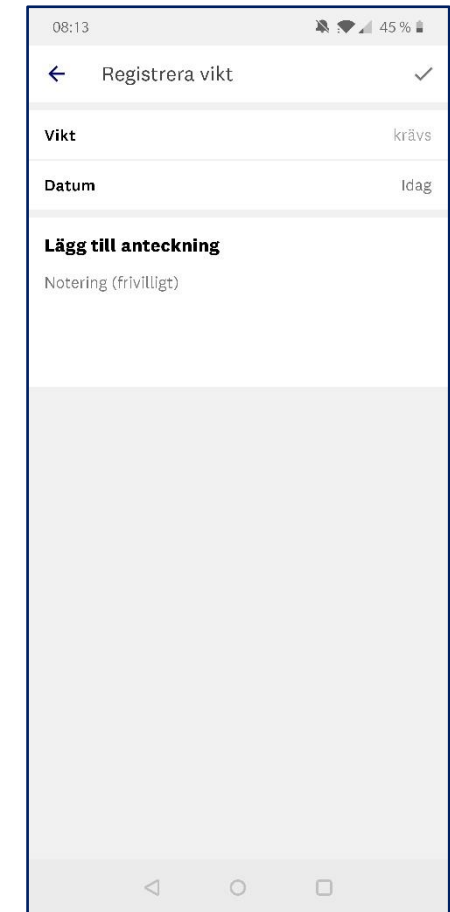 08:13 45 %
Registrera vikt
Vikt krävs
Datum Idag
Lägg till anteckning
Notering (frivilligt)